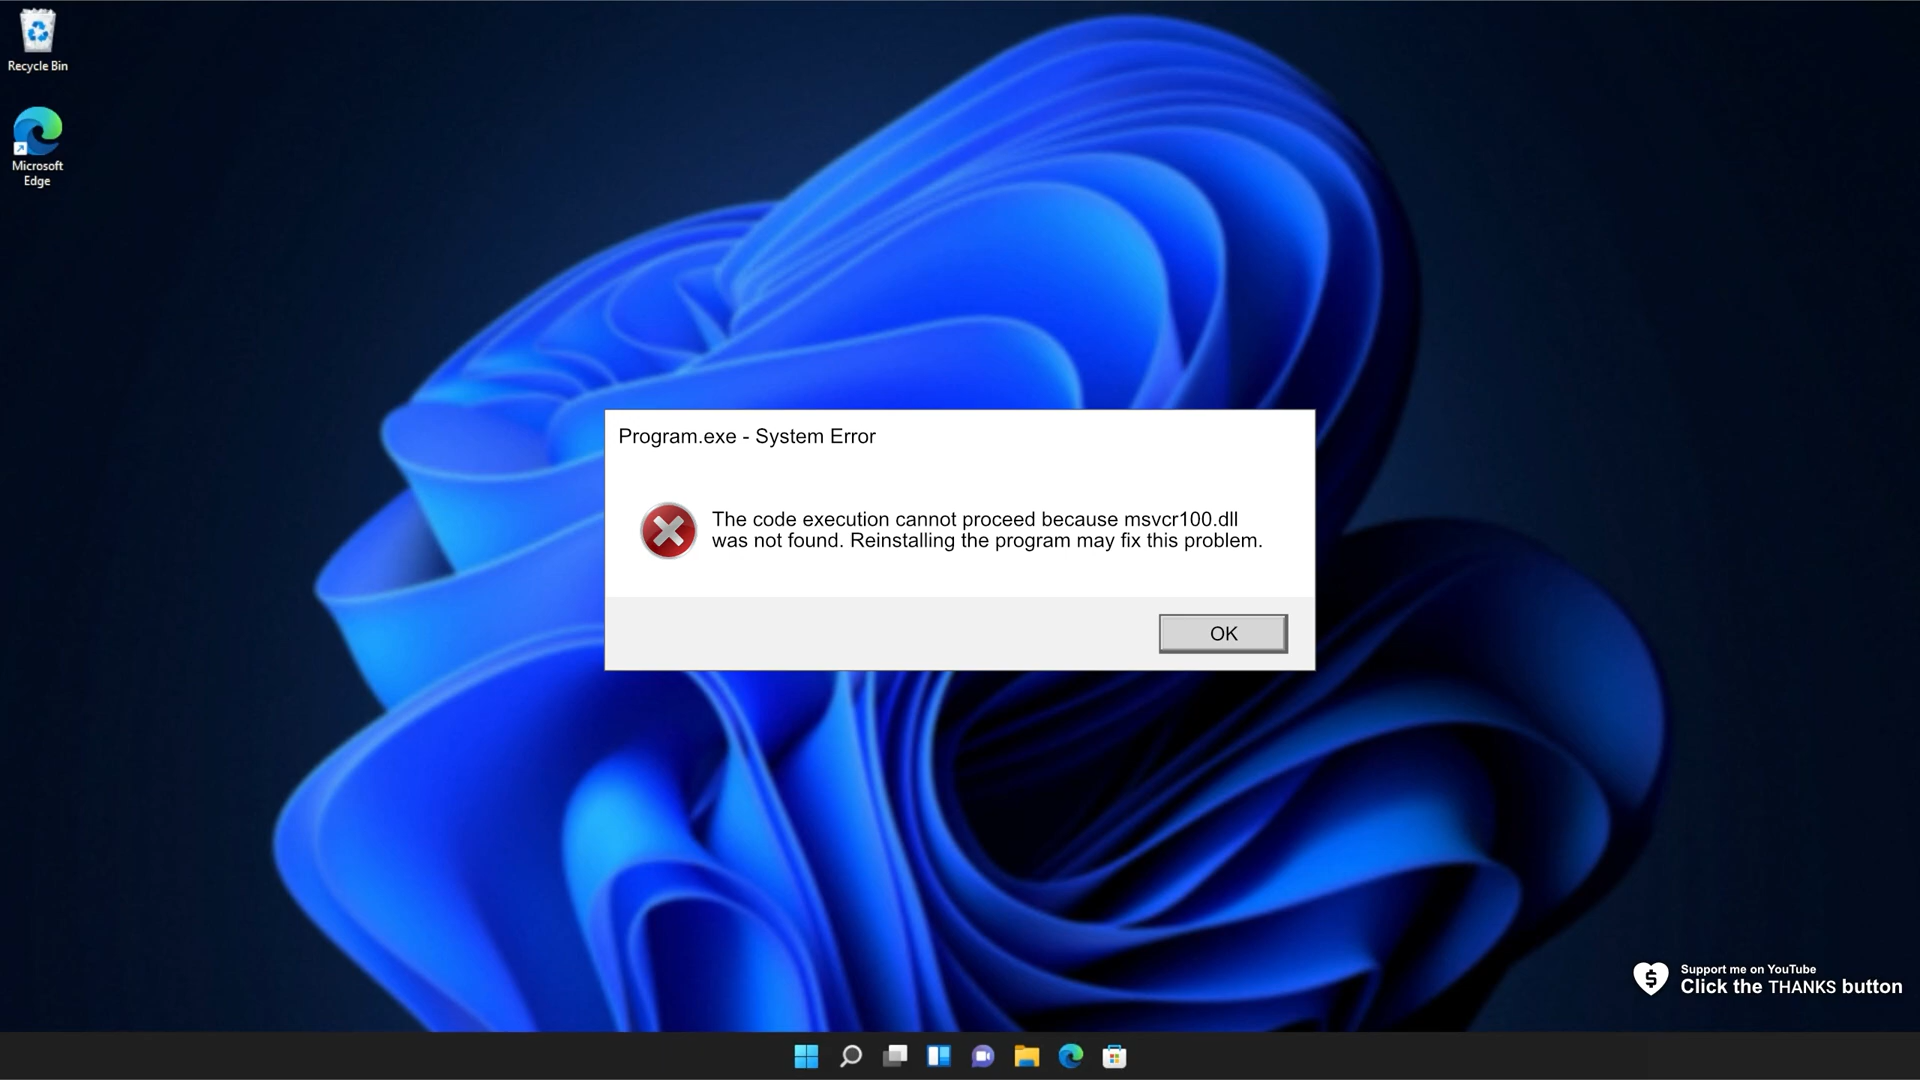 Recycle Bin
Microsoft
Edge
Program.exe - System Error
The code execution cannot proceed because msvcr100.dll
was not found. Reinstalling the program may fix this problem.
OK
Support me on YouTube
Click the THANKS button